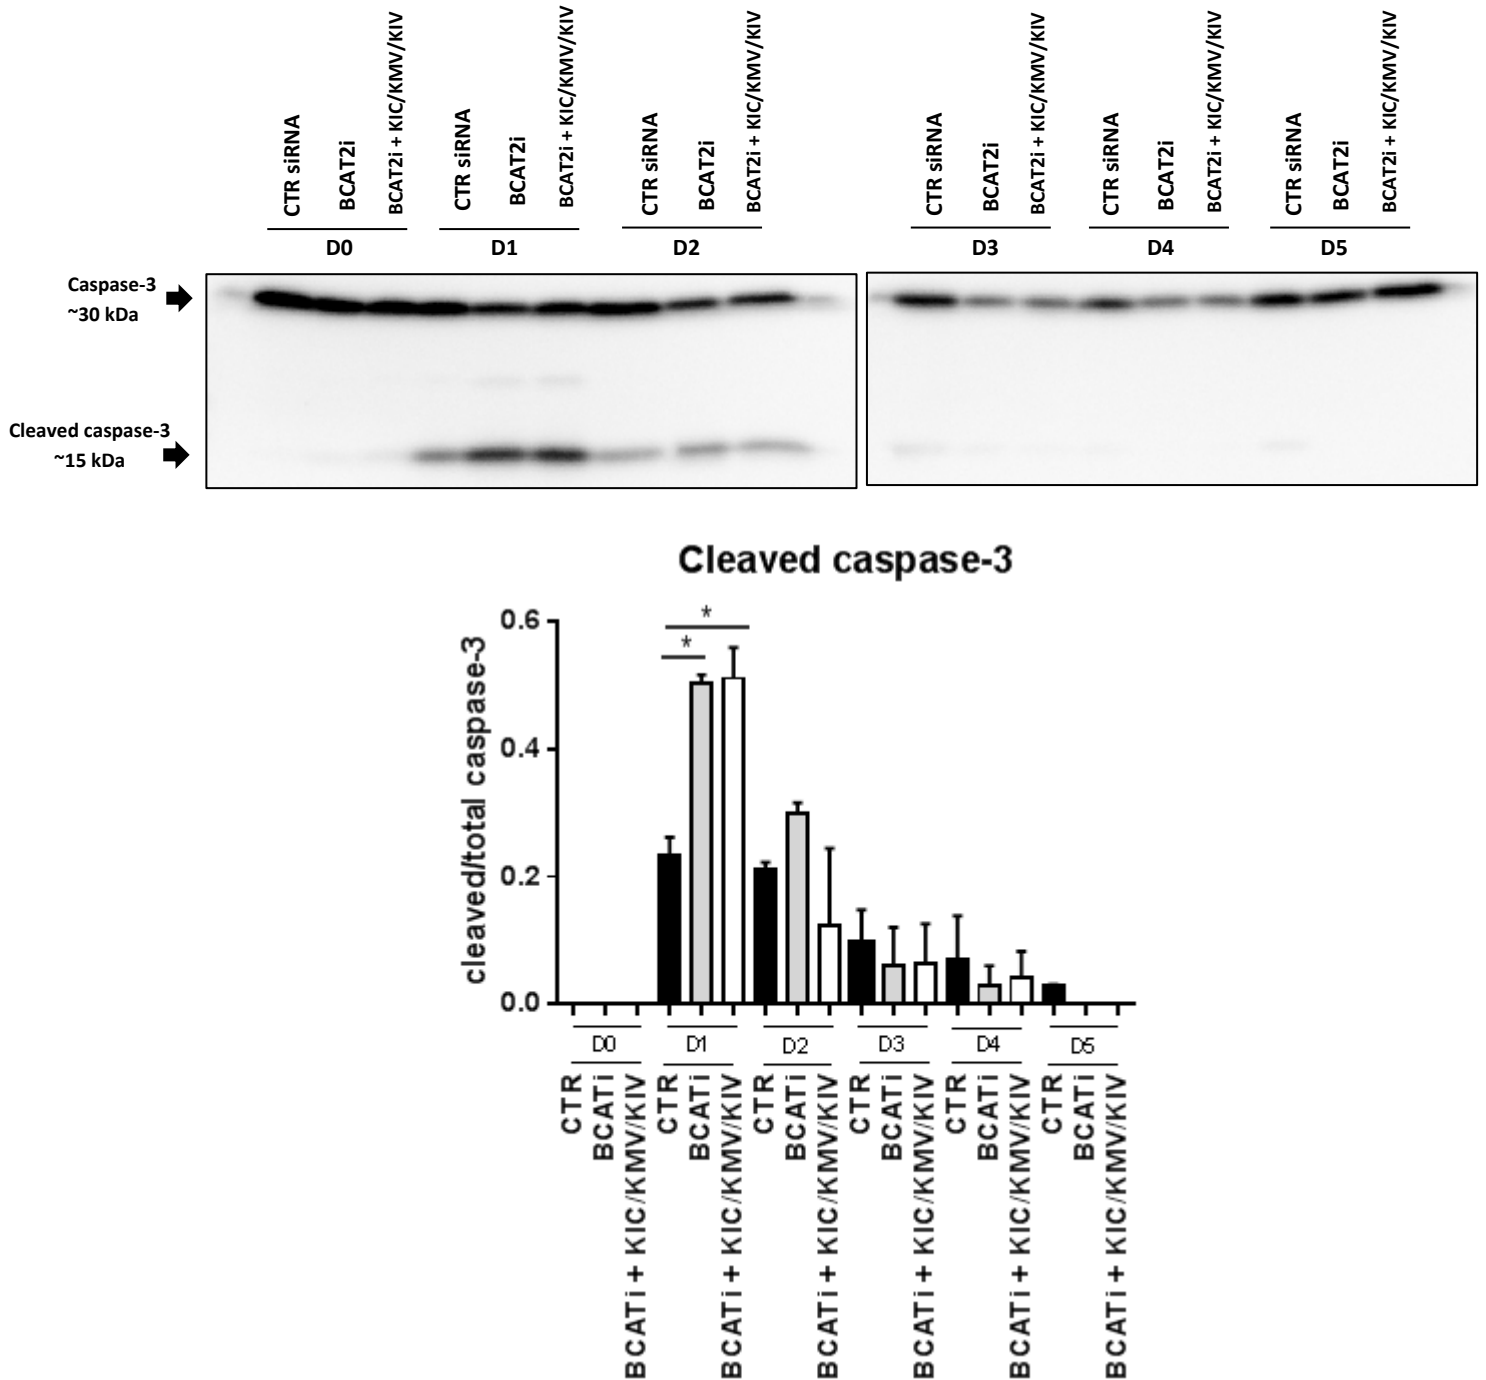 CTR siRNA
BCAT2i
BCAT2i + KIC/KMV/KIV
CTR siRNA
BCAT2i
BCAT2i + KIC/KMV/KIV
CTR siRNA
BCAT2i
BCAT2i + KIC/KMV/KIV
CTR siRNA
BCAT2i
BCAT2i + KIC/KMV/KIV
CTR siRNA
BCAT2i
BCAT2i + KIC/KMV/KIV
CTR siRNA
BCAT2i
BCAT2i + KIC/KMV/KIV
D0
D1
D2
D3
D4
D5
Caspase-3
~30 kDa
Cleaved caspase-3
~15 kDa
Cleaved caspase-3
cleaved/total caspase-3
0.6
0.4
0.2
0.0
*
*
D0
D1
D2
D3
D4
D5
CTR
BCATi
BCATi + KIC/KMV/KIV
CTR
BCATi
BCATi + KIC/KMV/KIV
CTR
BCATi
BCATi + KIC/KMV/KIV
CTR
BCATi
BCATi + KIC/KMV/KIV
CTR
BCATi
BCATi + KIC/KMV/KIV
CTR
BCATi
BCATi + KIC/KMV/KIV